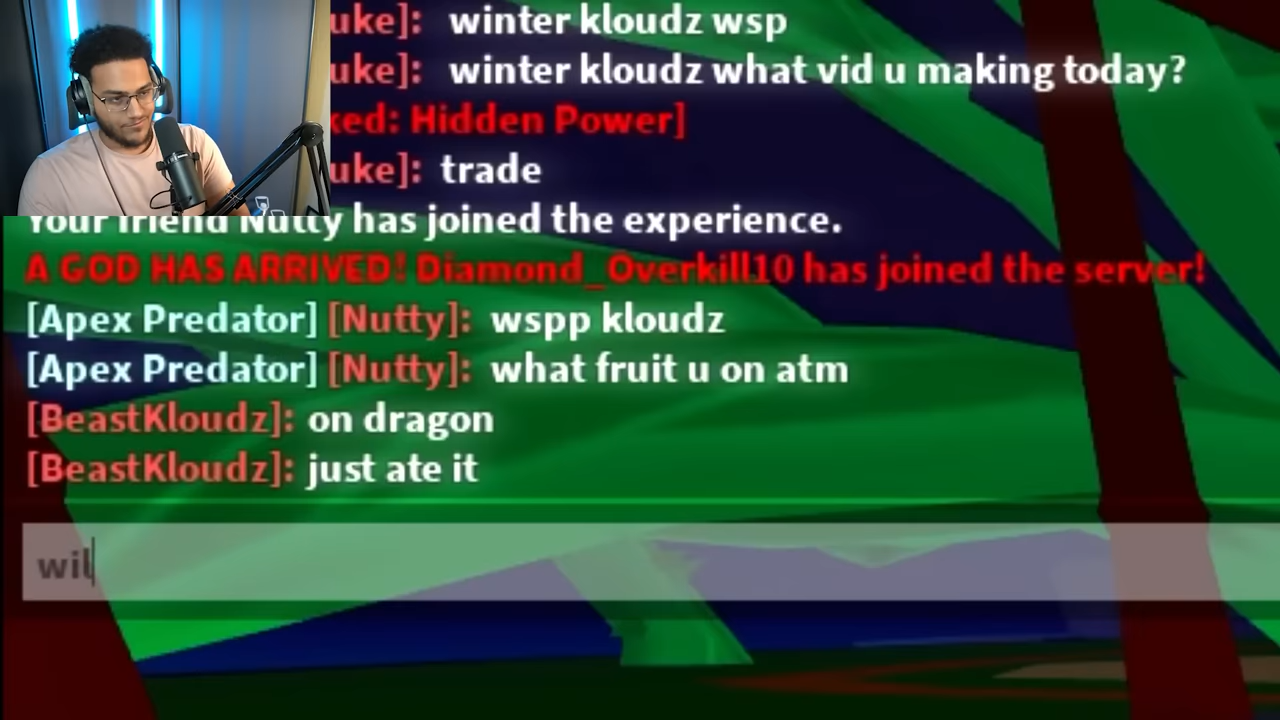 uke]: winter kloudz wsp
uke]: winter kloudz what vid u making today?
ked: Hidden Power]
uke]: trade
Your friend Nutty has joined the experience.
A GOD HAS ARRIVED! Diamond_Overkill10 has joined the server!
[Apex Predator] [Nutty]: wspp kloudz
[Apex Predator] [Nutty]: what fruit u on atm
[BeastKloudz]: on dragon
[BeastKloudz]: just ate it
wil